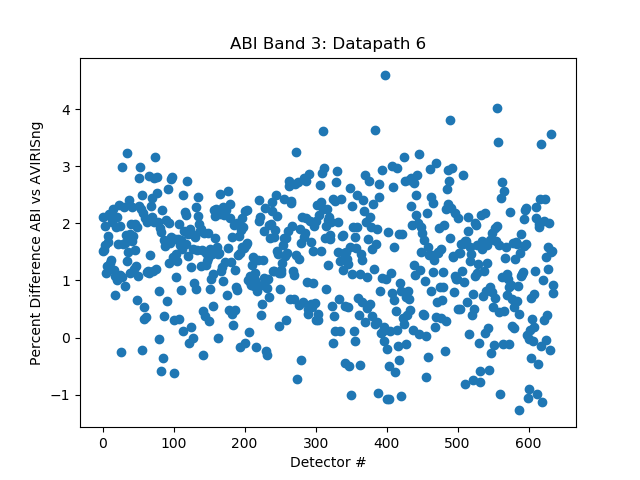 ABI Band 3: Datapath 6
Percent Difference ABI vs AVIRISng
4
3
2
1
0
−1
0 100 200 300 400 500 600
Detector #